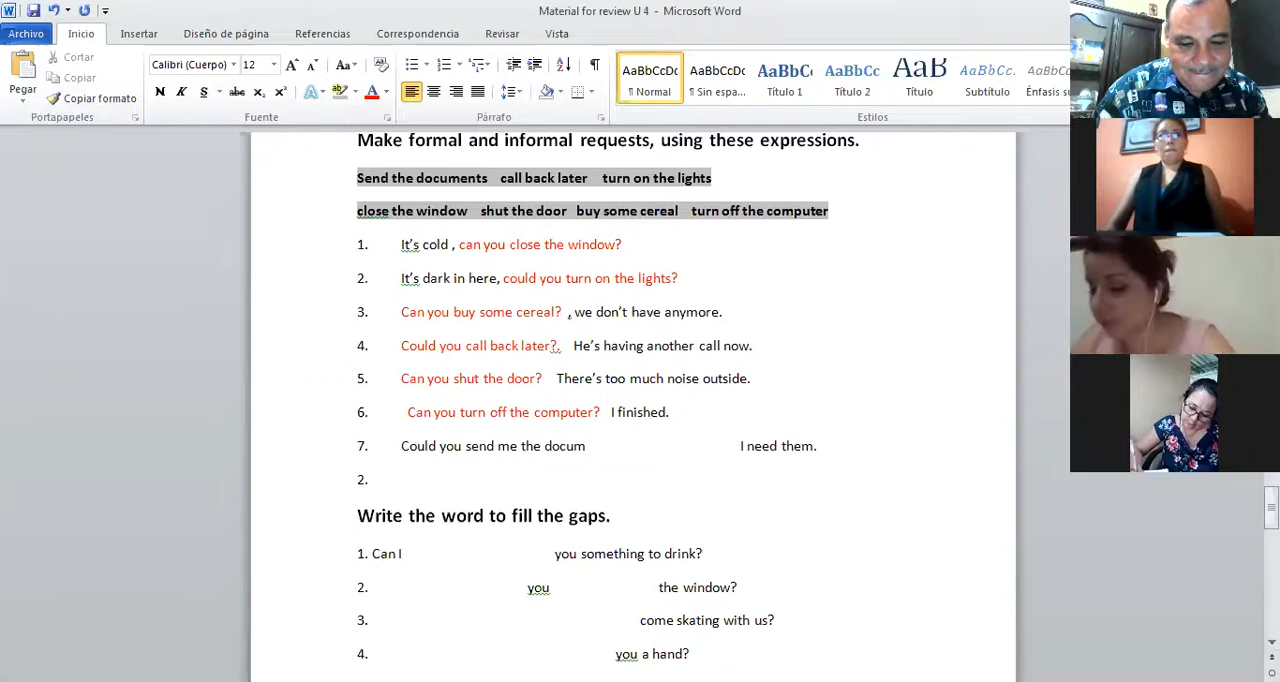 Material for review U 4 - Microsoft Word
Archivo Inicio Insertar Diseño de página Referencias Correspondencia Revisar Vista
Pegar
Cortar
Copiar
Copiar formato
Portapapeles
Calibri (Cuerpo) 12 Aa
N K S abc x₂ x² A ab A
Fuente
Párrafo
AaBbCcDc AaBbCcDc AaBbC AaBbCc AaB AaBbCc. AaBbC
¶ Normal ¶ Sin espa... Título 1 Título 2 Título Subtítulo Énfasis su
Estilos
Make formal and informal requests, using these expressions.
Send the documents call back later turn on the lights
close the window shut the door buy some cereal turn off the computer
1. It's cold , can you close the window?
2. It's dark in here, could you turn on the lights?
3. Can you buy some cereal? , we don't have anymore.
4. Could you call back later?. He's having another call now.
5. Can you shut the door? There's too much noise outside.
6. Can you turn off the computer? I finished.
7. Could you send me the docum I need them.
2.
Write the word to fill the gaps.
1. Can I you something to drink?
2. you the window?
3. come skating with us?
4. you a hand?